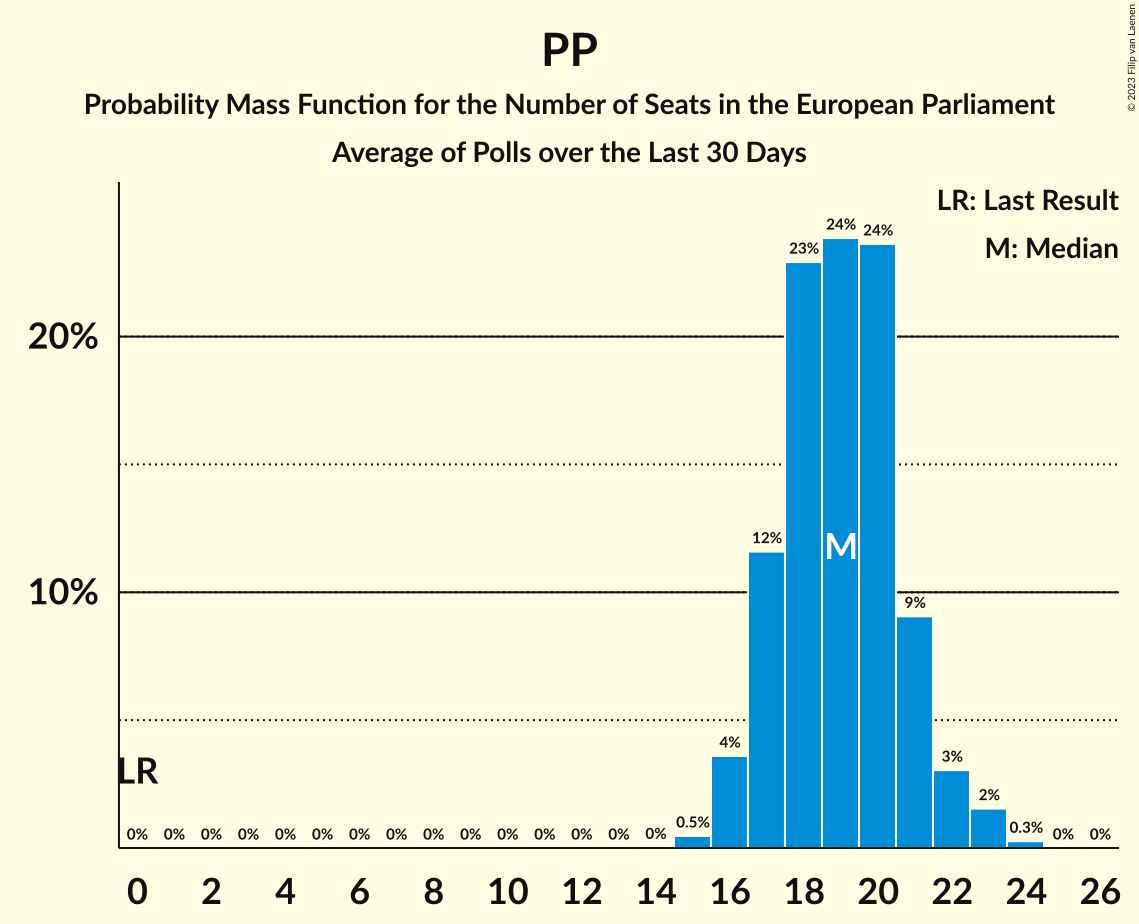 PP
Probability Mass Function for the Number of Seats in the European Parliament
Average of Polls over the Last 30 Days
© 2023 Filip van Laenen
LR: Last Result
M: Median
24%
24%
23%
20%
12%
M
10%
9%
4%
3%
LR
2%
0% 0% 0% 0% 0% 0% 0% 0% 0% 0% 0% 0% 0% 0% 0% 0.5% 0.3% 0% 0%
0 2 4 6 8 10 12 14 16 18 20 22 24 26